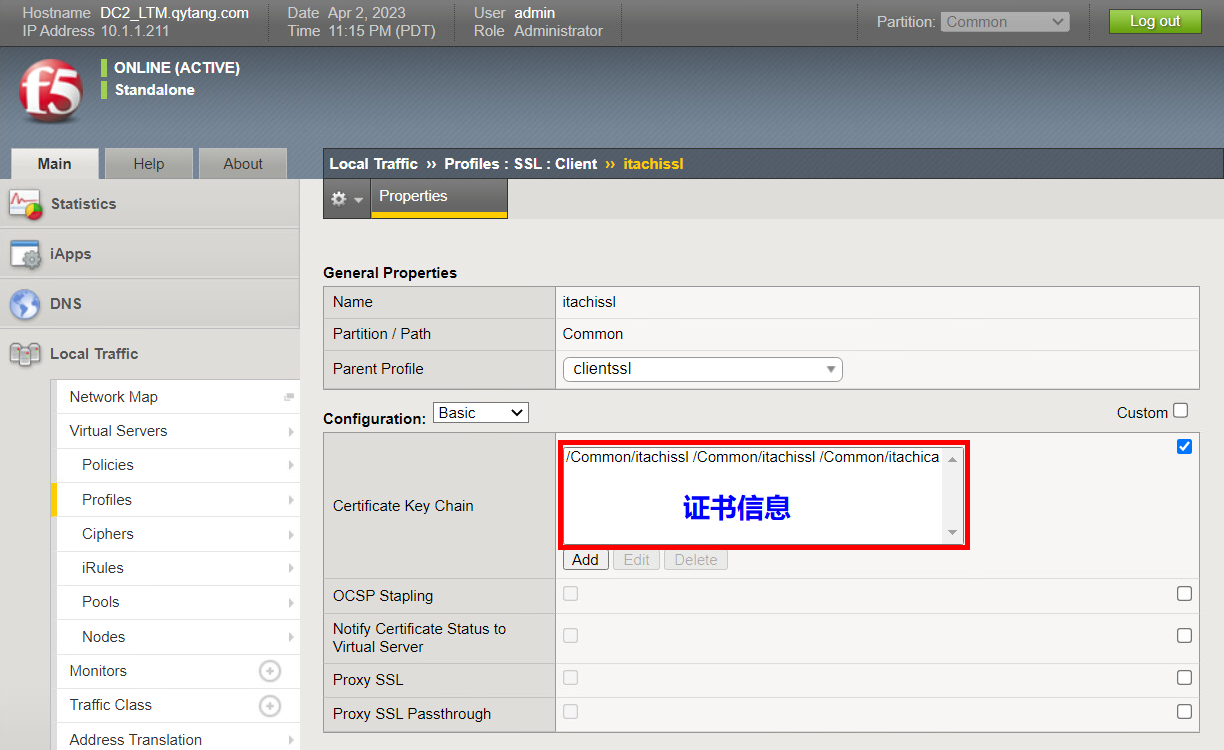 Hostname DC2_LTM.qytang.com Date Apr 2, 2023 User admin
IP Address 10.1.1.211 Time 11:15 PM (PDT) Role Administrator
Partition: Common Log out
f5
ONLINE (ACTIVE)
Standalone
Main Help About
Local Traffic ›› Profiles : SSL : Client ›› itachissl
Properties
Statistics
iApps
DNS
Local Traffic
Network Map
Virtual Servers
Policies
Profiles
Ciphers
iRules
Pools
Nodes
Monitors
Traffic Class
Address Translation
General Properties
Name itachissl
Partition / Path Common
Parent Profile clientssl
Configuration: Basic Custom
Certificate Key Chain
/Common/itachissl /Common/itachissl /Common/itachica
证书信息
Add Edit Delete
OCSP Stapling
Notify Certificate Status to
Virtual Server
Proxy SSL
Proxy SSL Passthrough